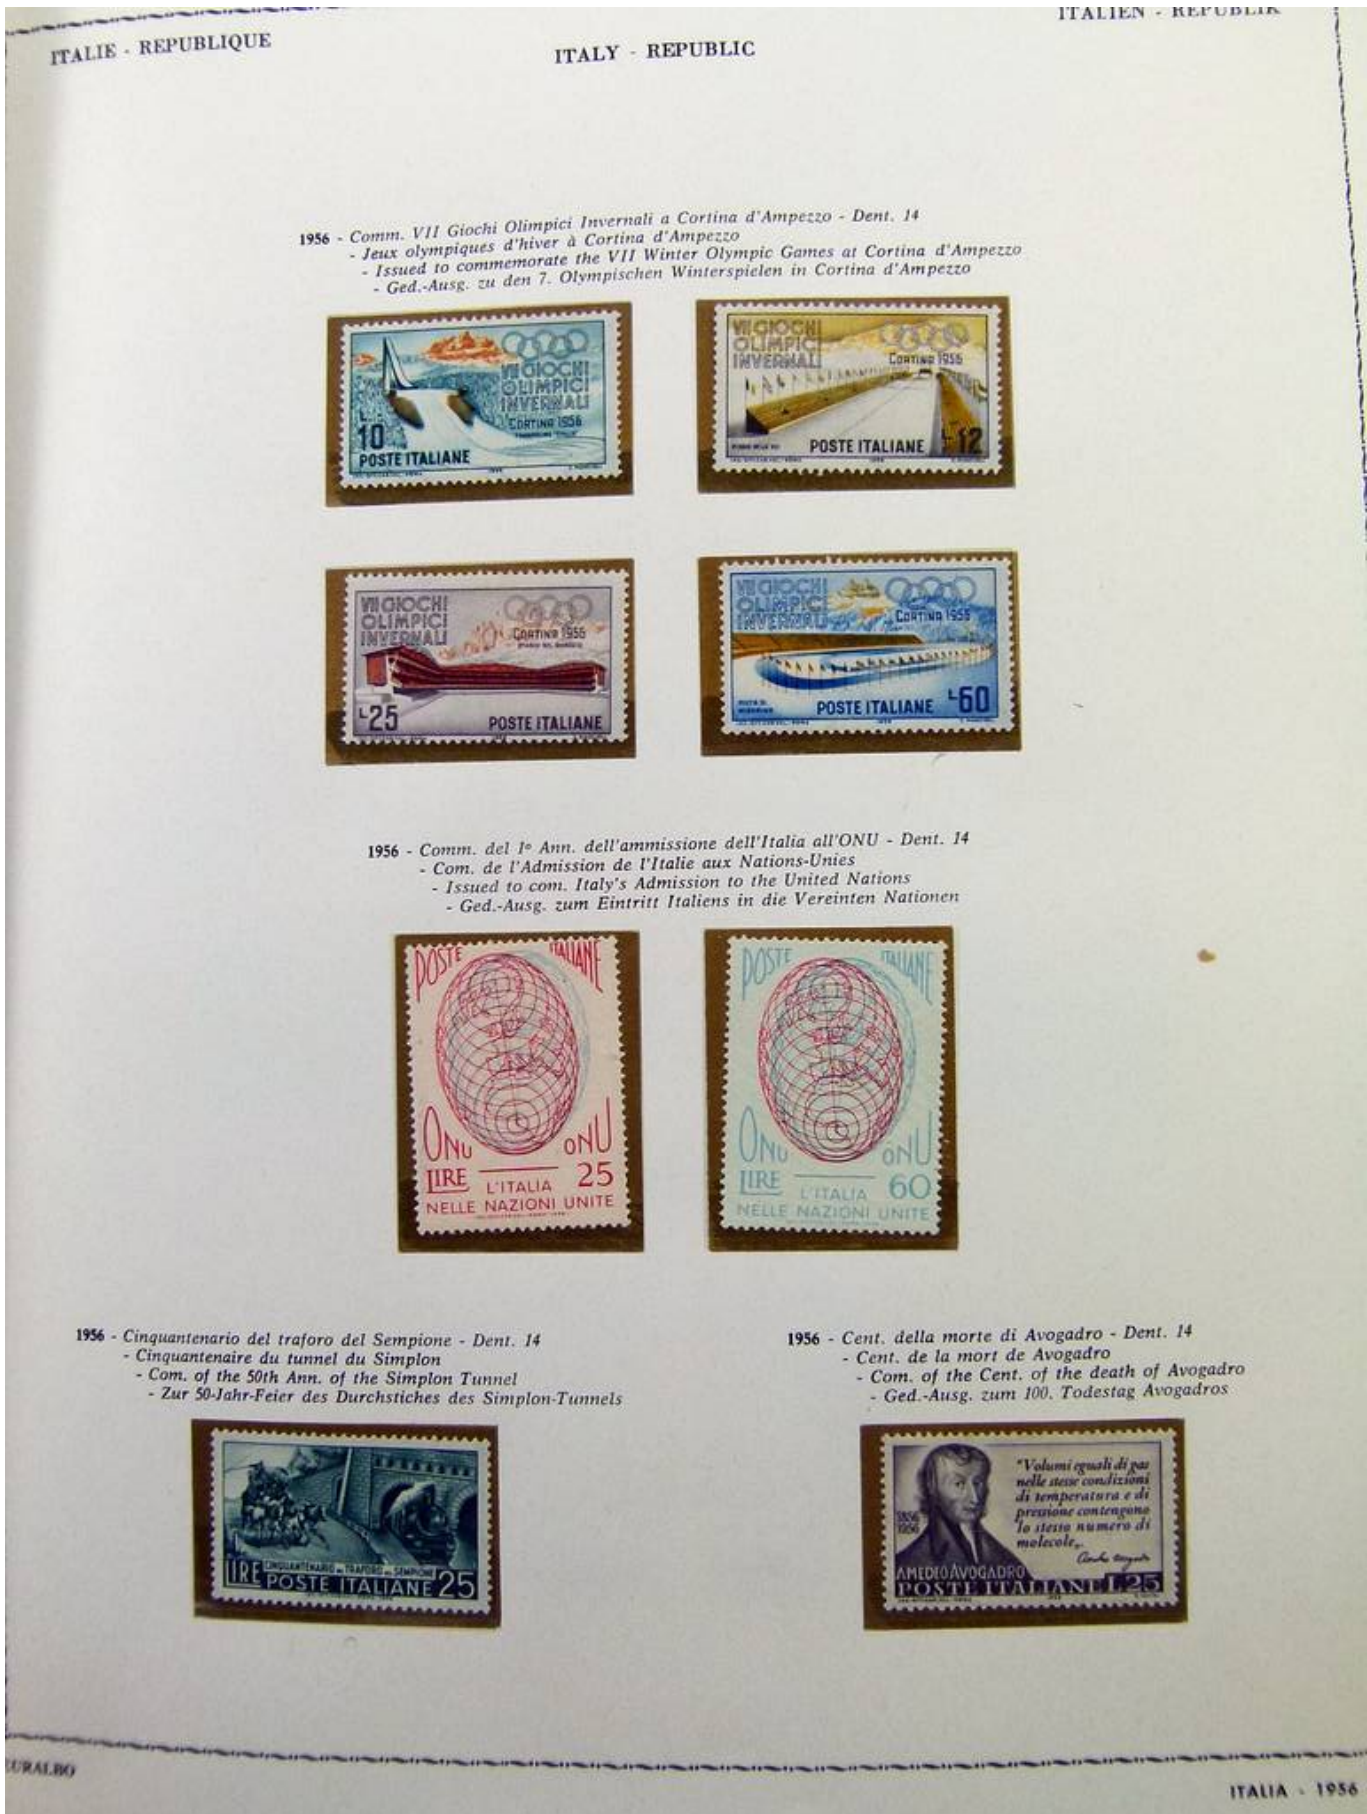 ITALIEN - REPUBLIK
ITALIE - REPUBLIQUE
ITALY - REPUBLIC
1956 - Comm. VII Giochi Olimpici Invernali a Cortina d'Ampezzo - Dent. 14
- Jeux olympiques d'hiver à Cortina d'Ampezzo
- Issued to commemorate the VII Winter Olympic Games at Cortina d'Ampezzo
- Ged.-Ausg. zu den 7. Olympischen Winterspielen in Cortina d'Ampezzo
VII GIOCHI
OLIMPICI
INVERNALI
CORTINA 1956
L. 10
POSTE ITALIANE
VII GIOCHI
OLIMPICI
INVERNALI
CORTINA 1956
POSTE ITALIANE L. 12
VII GIOCHI
OLIMPICI
INVERNALI
CORTINA 1956
L25
POSTE ITALIANE
VII GIOCHI
OLIMPICI
INVERNALI
CORTINA 1956
POSTE ITALIANE L60
1956 - Comm. del 1º Ann. dell'ammissione dell'Italia all'ONU - Dent. 14
- Com. de l'Admission de l'Italie aux Nations-Unies
- Issued to com. Italy's Admission to the United Nations
- Ged.-Ausg. zum Eintritt Italiens in die Vereinten Nationen
POSTE ITALIANE
ONU ONU
LIRE 25
L'ITALIA
NELLE NAZIONI UNITE
POSTE ITALIANE
ONU ONU
LIRE 60
L'ITALIA
NELLE NAZIONI UNITE
1956 - Cinquantenario del traforo del Sempione - Dent. 14
- Cinquantenaire du tunnel du Simplon
- Com. of the 50th Ann. of the Simplon Tunnel
- Zur 50-Jahr-Feier des Durchstiches des Simplon-Tunnels
CINQUANTENARIO DEL TRAFORO DEL SEMPIONE
LIRE POSTE ITALIANE 25
1956 - Cent. della morte di Avogadro - Dent. 14
- Cent. de la mort de Avogadro
- Com. of the Cent. of the death of Avogadro
- Ged.-Ausg. zum 100. Todestag Avogadros
"Volumi eguali di gas
nelle stesse condizioni
di temperatura e di
pressione contengono
lo stesso numero di
molecole„.
1856
1956
AMEDEO AVOGADRO
POSTE ITALIANE L.25
EURALBO
ITALIA - 1956